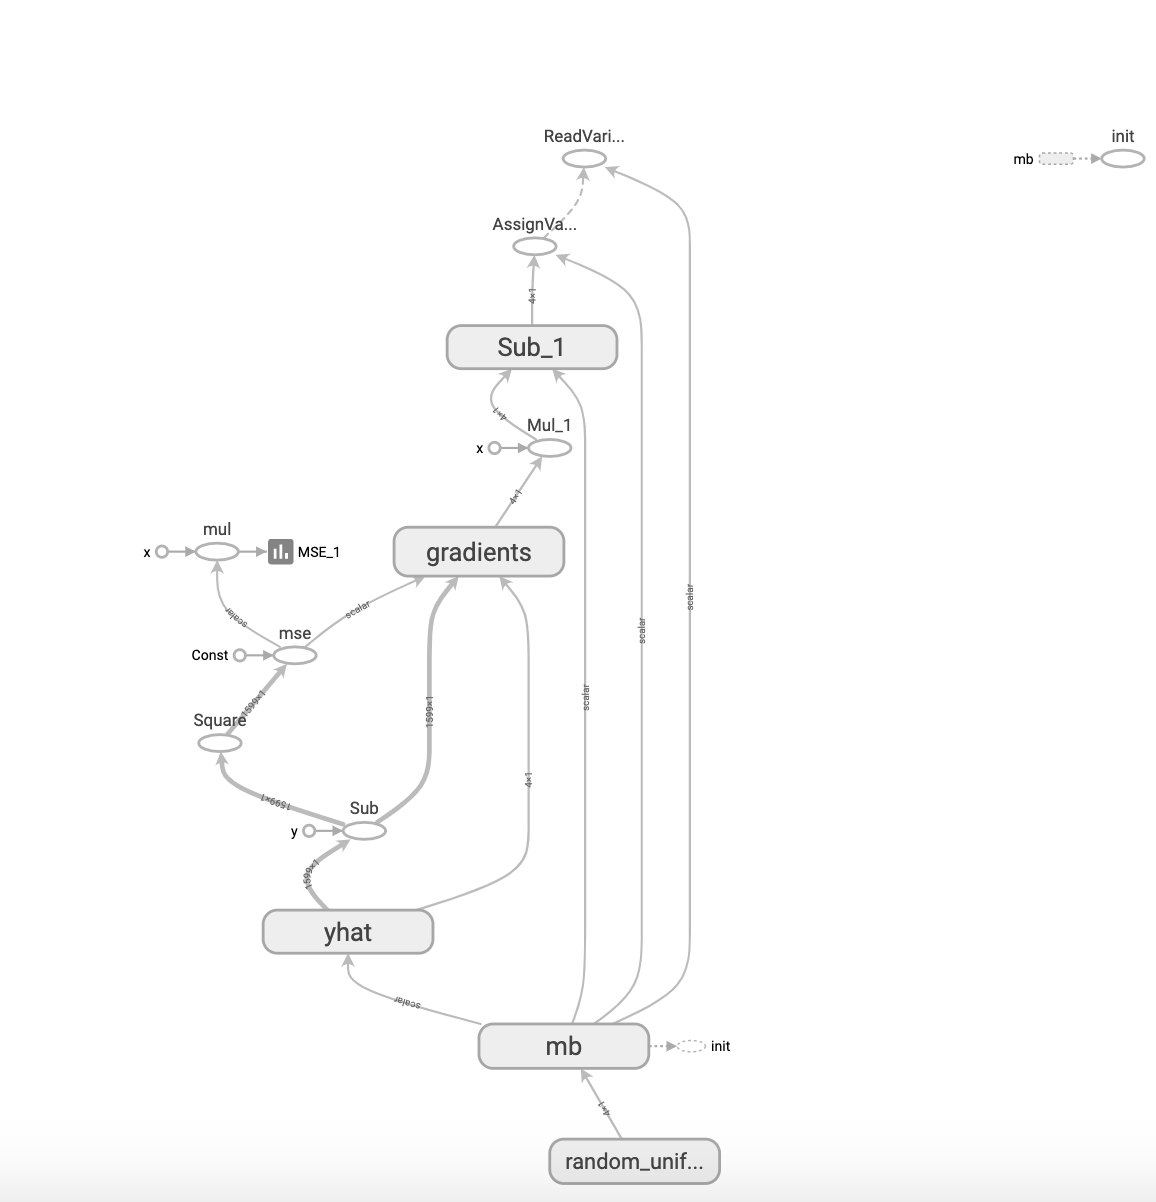 ReadVari...
init
mb
AssignVa...
4×1
Sub_1
4×1
Mul_1
x
4×1
gradients
mul
x
MSE_1
scalar
scalar
scalar
scalar
mse
Const
1599×1
Square
scalar
1599×1
4×1
1599×1
Sub
y
1599×1
yhat
scalar
mb
init
4×1
random_unif...